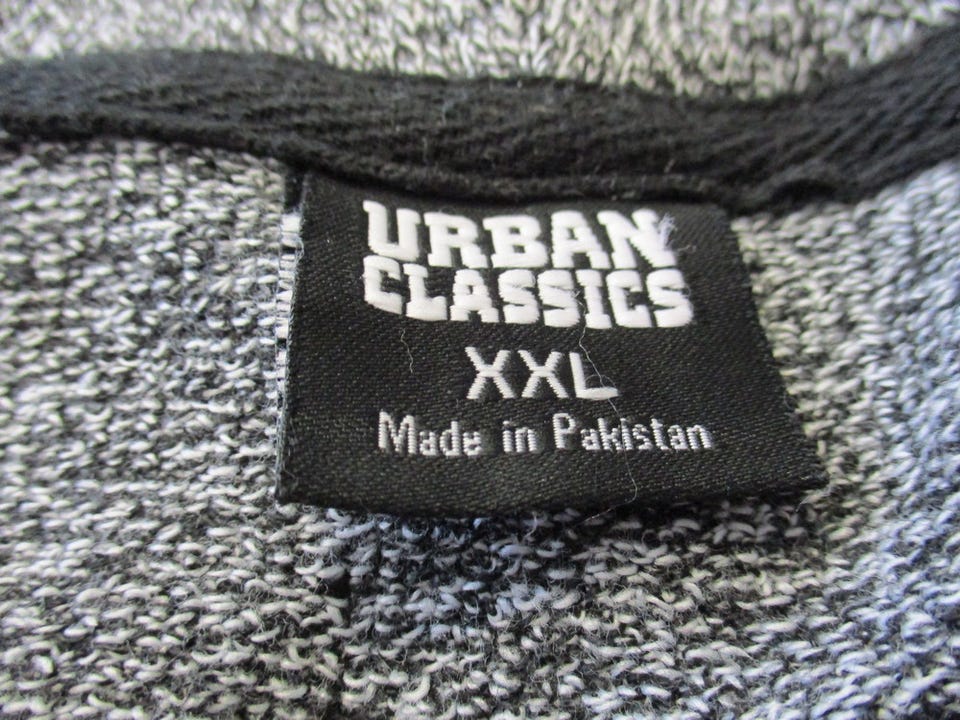 URBAN
CLASSICS
XXL
Made in Pakistan